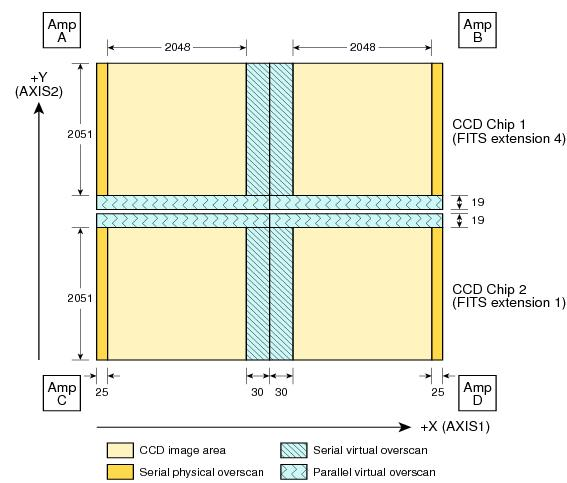 Amp
A
2048
2048
Amp
B
+Y
(AXIS2)
2051
CCD Chip 1
(FITS extension 4)
19
19
2051
CCD Chip 2
(FITS extension 1)
Amp
C
25
30
30
25
Amp
D
+X (AXIS1)
CCD image area
Serial virtual overscan
Serial physical overscan
Parallel virtual overscan